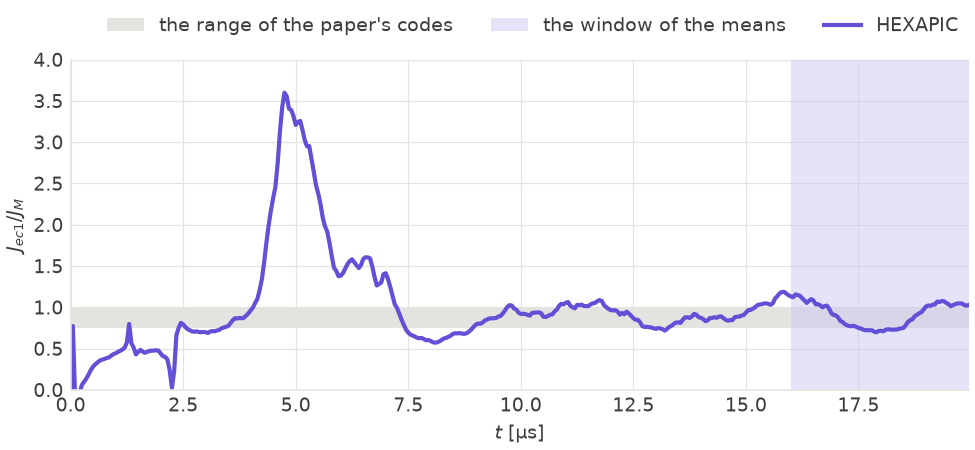 the range of the paper's codes the window of the means HEXAPIC
4.0
3.5
3.0
2.5
2.0
1.5
1.0
0.5
0.0
J_ec1/J_M
0.0 2.5 5.0 7.5 10.0 12.5 15.0 17.5
t [µs]